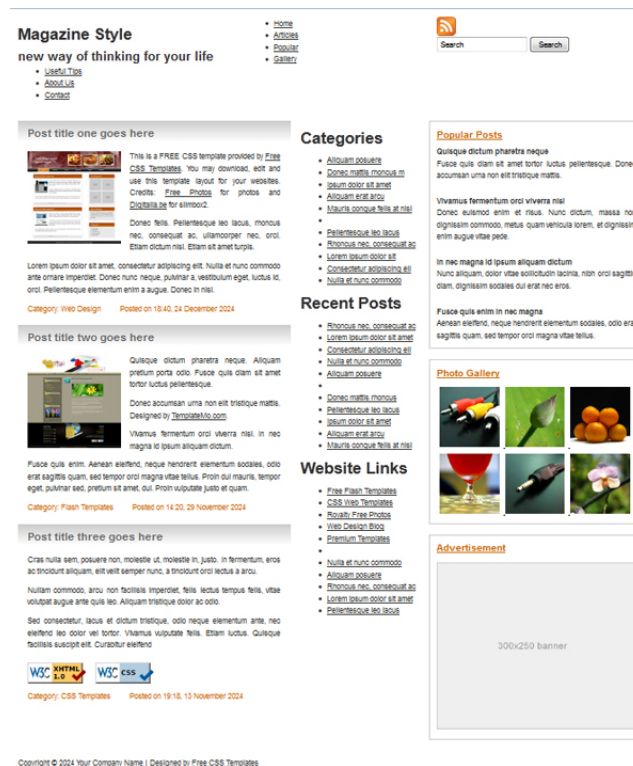 Magazine Style
new way of thinking for your life
Useful Tips
About Us
Contact
Home
Articles
Popular
Gallery
Search
Search
Post title one goes here
This is a FREE CSS template provided by Free
CSS Templates. You may download, edit and
use this template layout for your websites.
Credits: Free Photos for photos and
Digitalia.be for slimbox2.
Donec felis. Pellentesque leo lacus, rhoncus
nec, consequat ac, ullamcorper nec, orci.
Etiam dictum nisl. Etiam sit amet turpis.
Lorem ipsum dolor sit amet, consectetur adipiscing elit. Nulla et nunc commodo
ante ornare imperdiet. Donec nunc neque, pulvinar a, vestibulum eget, luctus id,
orci. Pellentesque elementum enim a augue. Donec in nisl.
Category: Web Design Posted on 18:40, 24 December 2024
Post title two goes here
Quisque dictum pharetra neque. Aliquam
pretium porta odio. Fusce quis diam sit amet
tortor luctus pellentesque.
Donec accumsan urna non elit tristique mattis.
Designed by TemplateMo.com.
Vivamus fermentum orci viverra nisl. In nec
magna id ipsum aliquam dictum.
Fusce quis enim. Aenean eleifend, neque hendrerit elementum sodales, odio
erat sagittis quam, sed tempor orci magna vitae tellus. Proin dui mauris, tempor
eget, pulvinar sed, pretium sit amet, dui. Proin vulputate justo et quam.
Category: Flash Templates Posted on 14:20, 29 November 2024
Post title three goes here
Cras nulla sem, posuere non, molestie ut, molestie in, justo. In fermentum, eros
ac tincidunt aliquam, elit velit semper nunc, a tincidunt orci lectus a arcu.
Nullam commodo, arcu non facilisis imperdiet, felis lectus tempus felis, vitae
volutpat augue ante quis leo. Aliquam tristique dolor ac odio.
Sed consectetur, lacus et dictum tristique, odio neque elementum ante, nec
eleifend leo dolor vel tortor. Vivamus vulputate felis. Etiam luctus. Quisque
facilisis suscipit elit. Curabitur eleifend
W3C XHTML 1.0
W3C css
Category: CSS Templates Posted on 19:18, 13 November 2024
Categories
Aliquam posuere
Donec mattis rhoncus m
Ipsum dolor sit amet
Aliquam erat arcu
Mauris congue felis at nisl
Pellentesque leo lacus
Rhoncus nec, consequat ac
Lorem ipsum dolor sit
Consectetur adipiscing eli
Nulla et nunc commodo
Recent Posts
Rhoncus nec, consequat ac
Lorem ipsum dolor sit amet
Consectetur adipiscing eli
Nulla et nunc commodo
Aliquam posuere
Donec mattis rhoncus
Pellentesque leo lacus
Ipsum dolor sit amet
Aliquam erat arcu
Mauris conque felis at nisl
Website Links
Free Flash Templates
CSS Web Templates
Royalty Free Photos
Web Design Blog
Premium Templates
Nulla et nunc commodo
Aliquam posuere
Rhoncus nec, consequat ac
Lorem ipsum dolor sit amet
Pellentesque leo lacus
Popular Posts
Quisque dictum pharetra neque
Fusce quis diam sit amet tortor luctus pellentesque. Donec
accumsan urna non elit tristique mattis.
Vivamus fermentum orci viverra nisl
Donec euismod enim et risus. Nunc dictum, massa non
dignissim commodo, metus quam vehicula lorem, et dignissim
enim augue vitae pede.
In nec magna id ipsum aliquam dictum
Nunc aliquam, dolor vitae sollicitudin lacinia, nibh orci sagittis
diam, dignissim sodales dui erat nec eros.
Fusce quis enim in nec magna
Aenean eleifend, neque hendrerit elementum sodales, odio erat
sagittis quam, sed tempor orci magna vitae tellus.
Photo Gallery
Advertisement
300x250 banner
Copyright © 2024 Your Company Name | Designed by Free CSS Templates